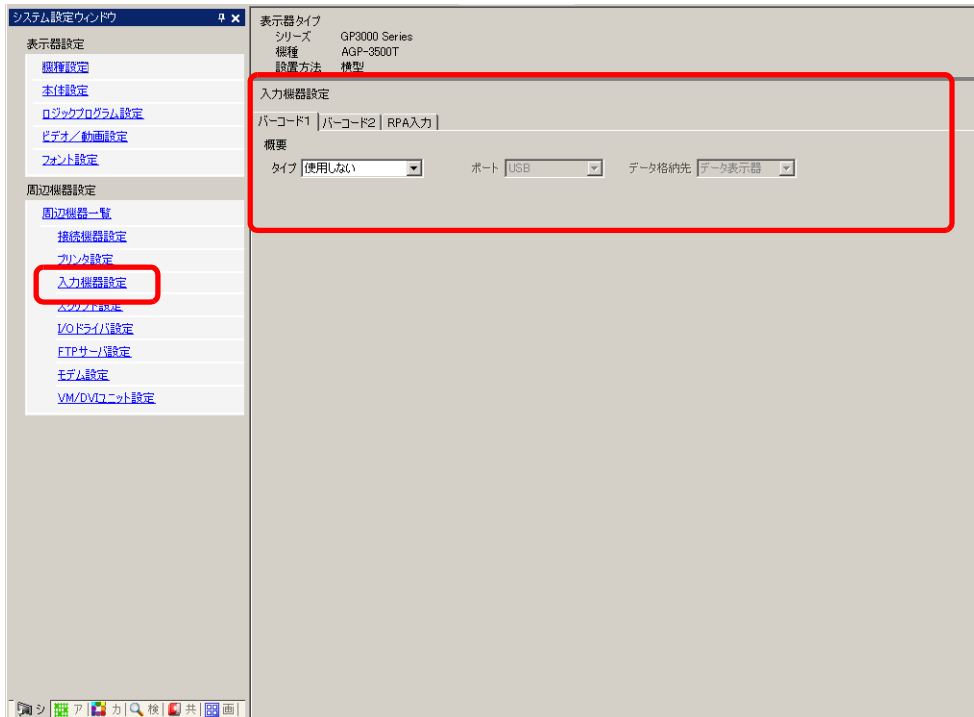 システム設定ウィンドウ
表示器設定
機種設定
本体設定
ロジックプログラム設定
ビデオ／動画設定
フォント設定
周辺機器設定
周辺機器一覧
接続機器設定
プリンタ設定
入力機器設定
スクリプト設定
I/Oドライバ設定
FTPサーバ設定
モデム設定
VM/DVIユニット設定
シ ア カ 検 共 画
表示器タイプ
シリーズ GP3000 Series
機種 AGP-3500T
設置方法 横型
入力機器設定
バーコード1 バーコード2 RPA入力
概要
タイプ 使用しない ポート USB データ格納先 データ表示器